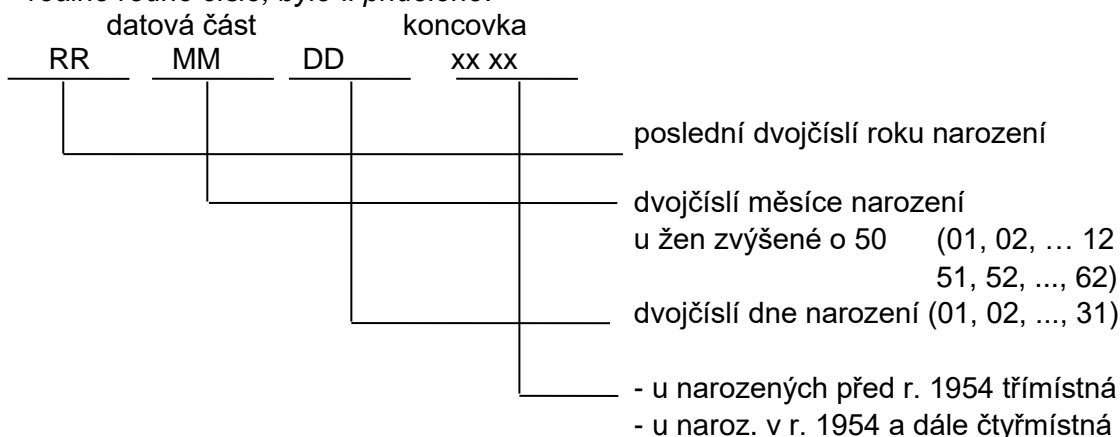 datová část koncovka
RR MM DD xx xx
poslední dvojčíslí roku narození
dvojčíslí měsíce narození
u žen zvýšené o 50 (01, 02, … 12
51, 52, ..., 62)
dvojčíslí dne narození (01, 02, ..., 31)
- u narozených před r. 1954 třímístná
- u naroz. v r. 1954 a dále čtyřmístná